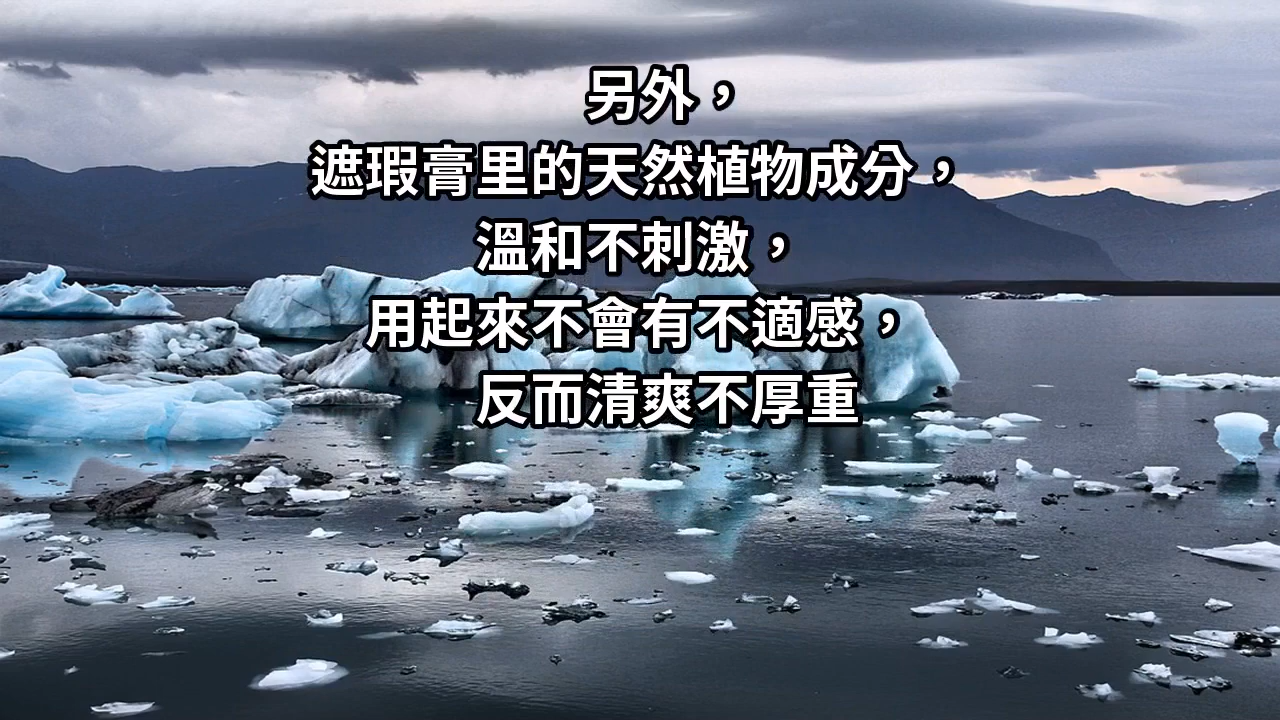 另外，
遮瑕膏里的天然植物成分，
溫和不刺激，
用起來不會有不適感，
反而清爽不厚重